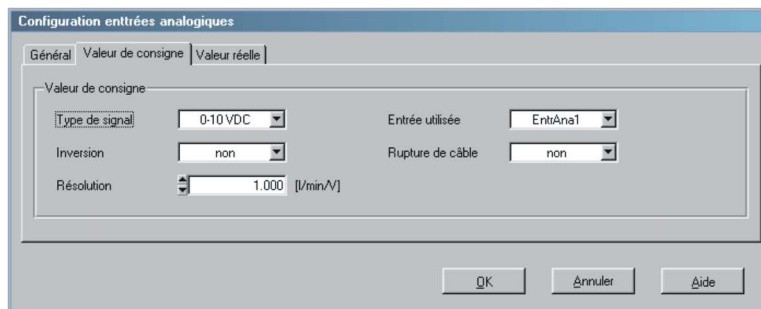 Configuration enttrées analogiques
Général Valeur de consigne Valeur réelle
Valeur de consigne
Type de signal 0-10 VDC Entrée utilisée EntrAna1
Inversion non Rupture de câble non
Résolution 1.000 [l/min/V]
OK Annuler Aide